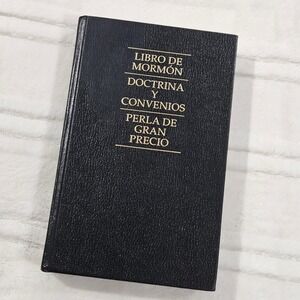 LIBRO DE
MORMÓN
DOCTRINA
Y
CONVENIOS
PERLA DE
GRAN
PRECIO